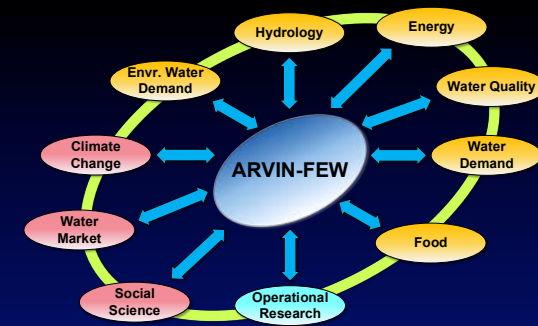 Hydrology
Energy
Envr. Water
Demand
Water Quality
Climate
Change
ARVIN-FEW
Water
Demand
Water
Market
Food
Social
Science
Operational
Research